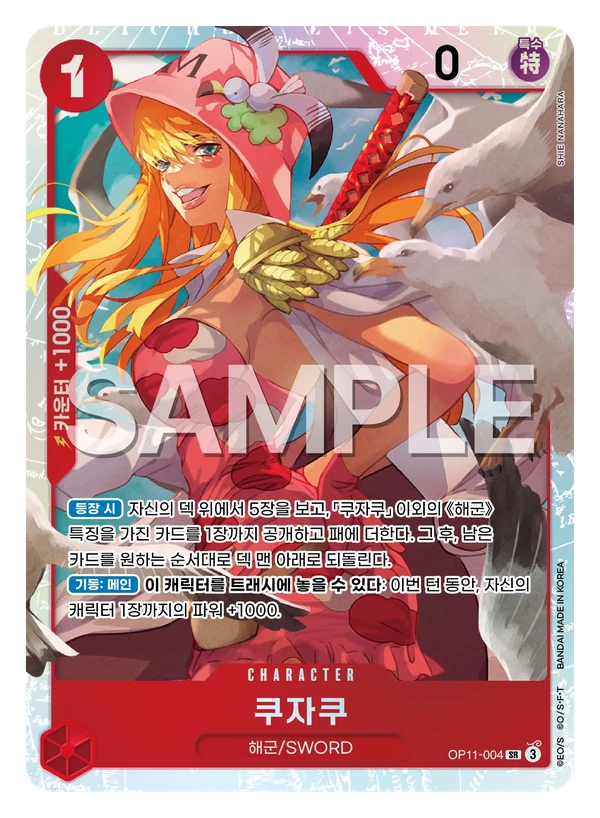 1
0
특수
特
SHIE NANAHARA
카운터 +1000
SAMPLE
등장 시 자신의 덱 위에서 5장을 보고, 「쿠자쿠」 이외의 《해군》
특징을 가진 카드를 1장까지 공개하고 패에 더한다. 그 후, 남은
카드를 원하는 순서대로 덱 맨 아래로 되돌린다.
기동: 메인 이 캐릭터를 트래시에 놓을 수 있다: 이번 턴 동안, 자신의
캐릭터 1장까지의 파워 +1000.
CHARACTER
쿠자쿠
해군/SWORD
OP11-004 SR 3
©EO/S ©O/S·F·T BANDAI MADE IN KOREA